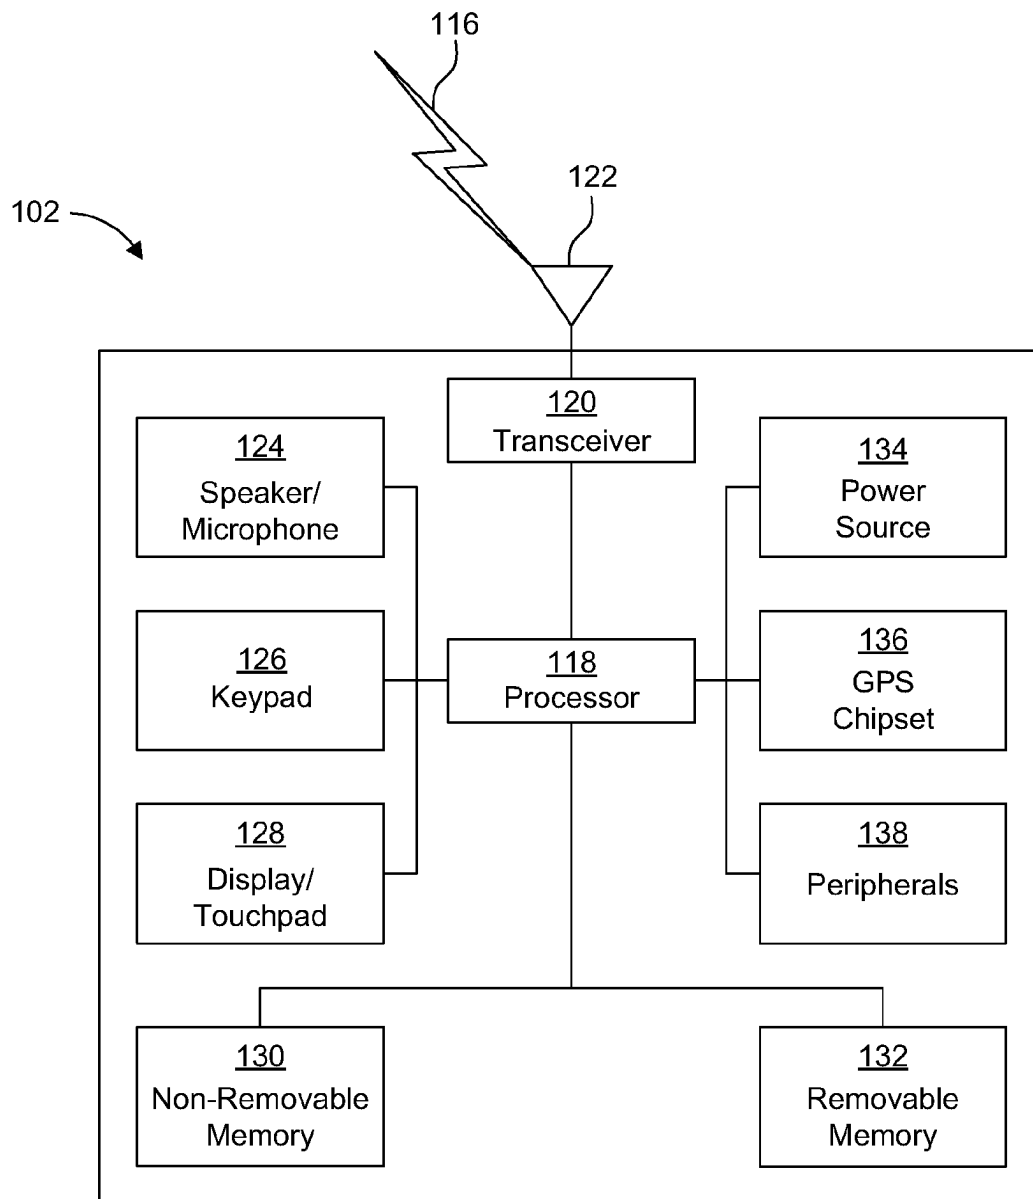 116
122
102
120
Transceiver
124
Speaker/
Microphone
134
Power
Source
126
Keypad
118
Processor
136
GPS
Chipset
128
Display/
Touchpad
138
Peripherals
130
Non-Removable
Memory
132
Removable
Memory